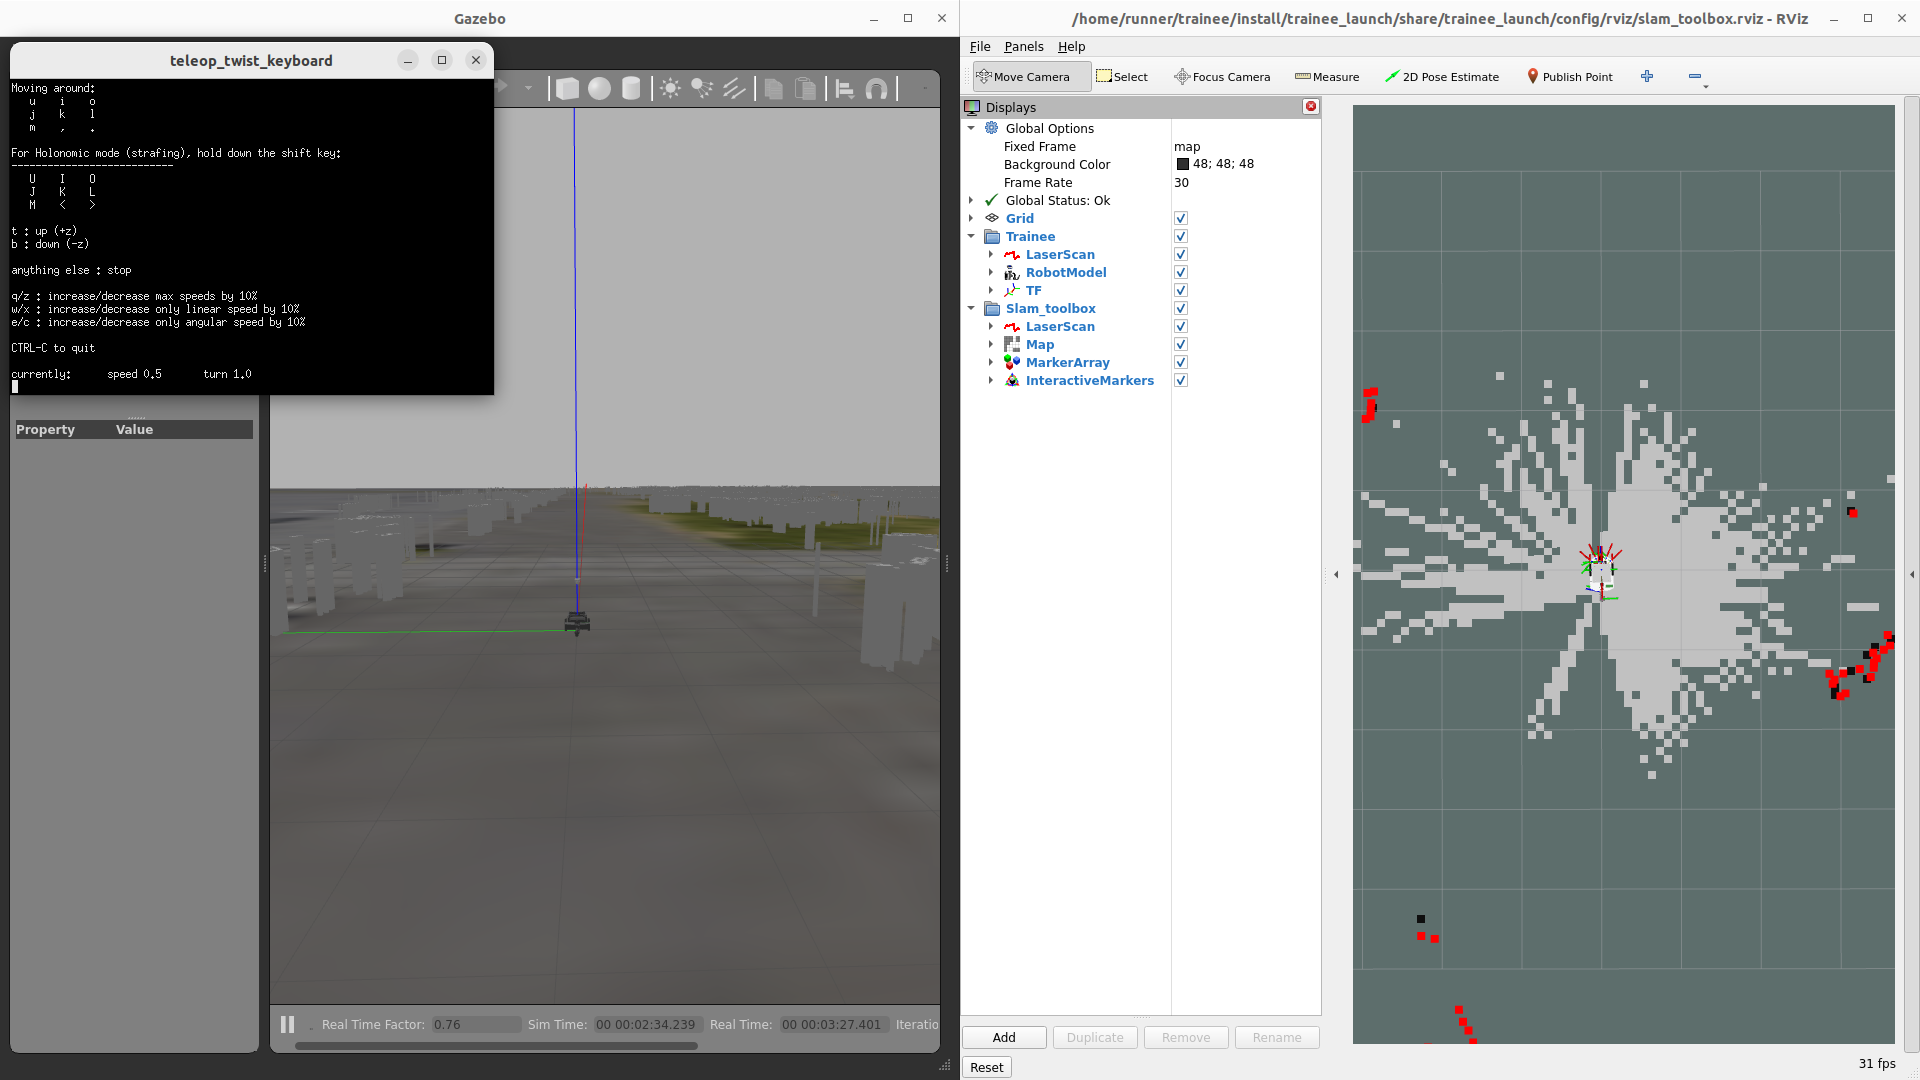 Gazebo
teleop_twist_keyboard
Moving around:
u i o
j k l
m , .
For Holonomic mode (strafing), hold down the shift key:
---------------------------
U I O
J K L
M < >
t : up (+z)
b : down (-z)
anything else : stop
q/z : increase/decrease max speeds by 10%
w/x : increase/decrease only linear speed by 10%
e/c : increase/decrease only angular speed by 10%
CTRL-C to quit
currently: speed 0.5 turn 1.0
Property Value
Real Time Factor: 0.76 Sim Time: 00 00:02:34.239 Real Time: 00 00:03:27.401 Iteratio
/home/runner/trainee/install/trainee_launch/share/trainee_launch/config/rviz/slam_toolbox.rviz - RViz
File Panels Help
Move Camera Select Focus Camera Measure 2D Pose Estimate Publish Point
Displays
Global Options
Fixed Frame map
Background Color 48; 48; 48
Frame Rate 30
Global Status: Ok
Grid
Trainee
LaserScan
RobotModel
TF
Slam_toolbox
LaserScan
Map
MarkerArray
InteractiveMarkers
Add Duplicate Remove Rename
Reset
31 fps